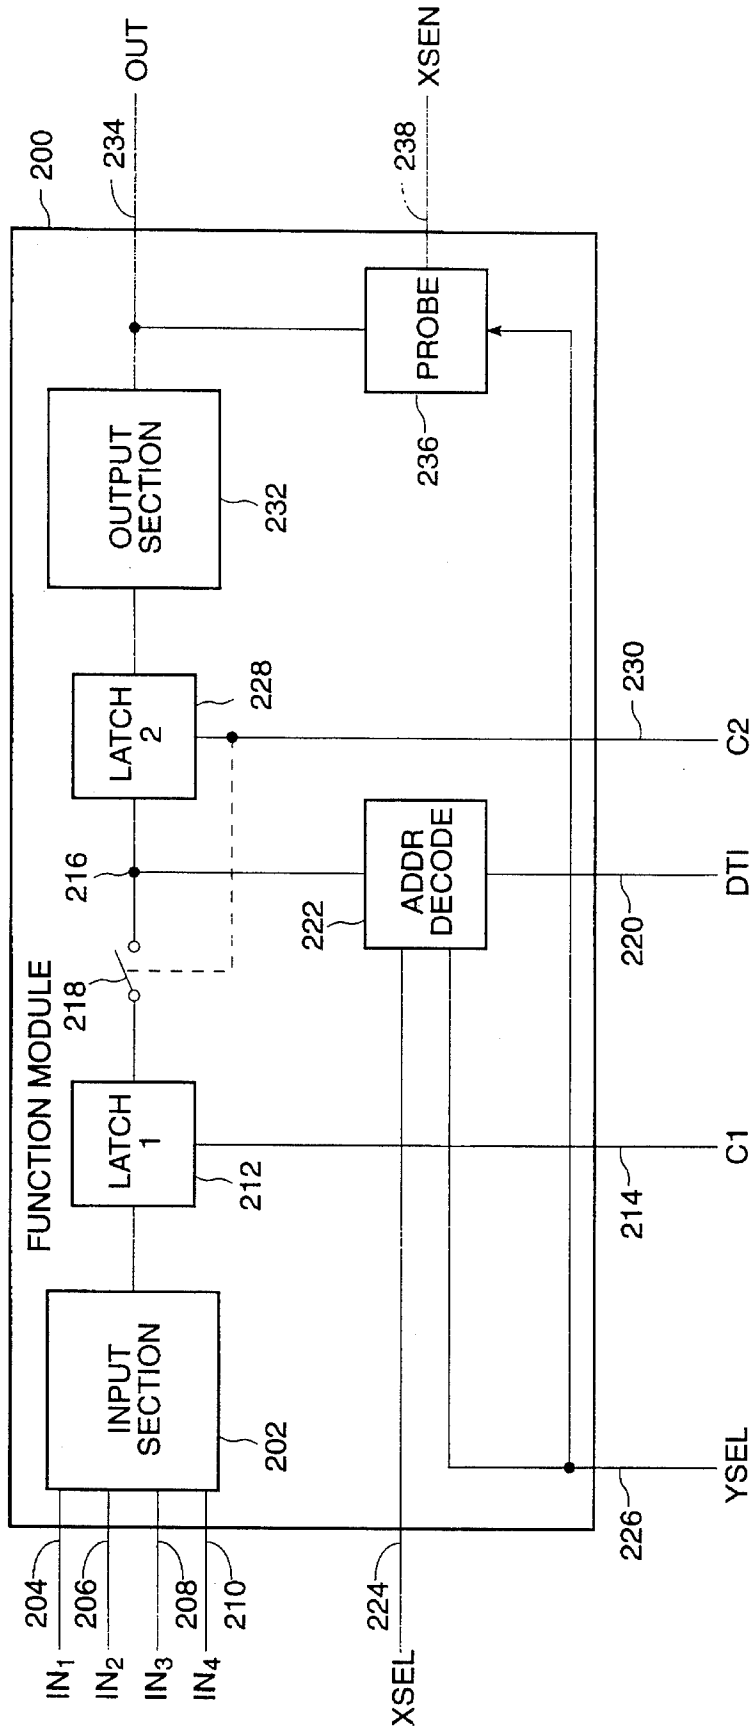 FUNCTION MODULE
200
IN1
204
IN2
206
IN3
208
IN4
210
INPUT
SECTION
202
LATCH
1
212
218
216
LATCH
2
228
OUTPUT
SECTION
232
234
OUT
XSEL
224
222
ADDR
DECODE
PROBE
236
238
XSEN
226
YSEL
214
C1
220
DTI
230
C2